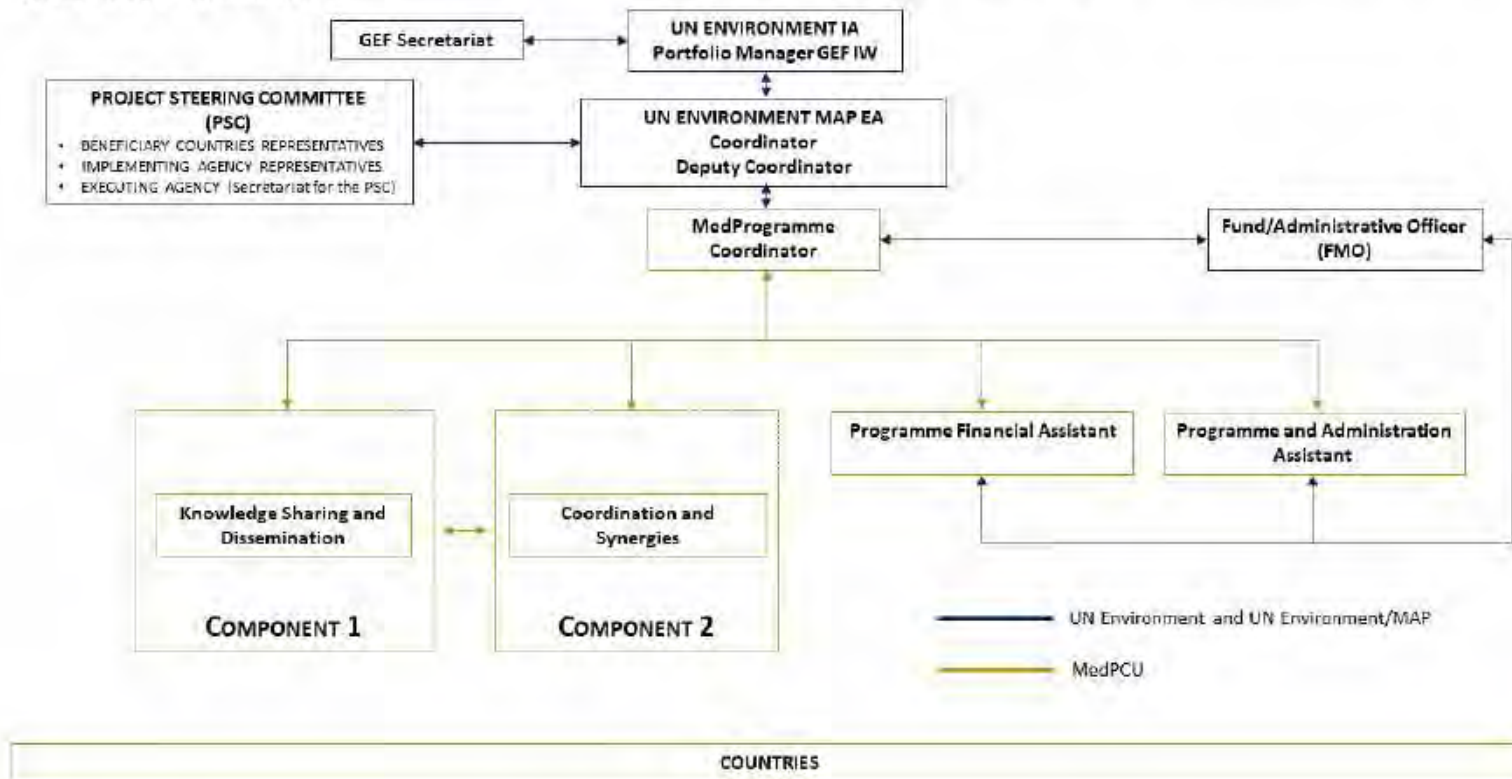 GEF Secretariat
UN ENVIRONMENT IA
Portfolio Manager GEF IW
PROJECT STEERING COMMITTEE
(PSC)
• BENEFICIARY COUNTRIES REPRESENTATIVES
• IMPLEMENTING AGENCY REPRESENTATIVES
• EXECUTING AGENCY (Secretariat for the PSC)
UN ENVIRONMENT MAP EA
Coordinator
Deputy Coordinator
MedProgramme
Coordinator
Fund/Administrative Officer
(FMO)
Knowledge Sharing and
Dissemination
COMPONENT 1
Coordination and
Synergies
COMPONENT 2
Programme Financial Assistant
Programme and Administration
Assistant
UN Environment and UN Environment/MAP
MedPCU
COUNTRIES